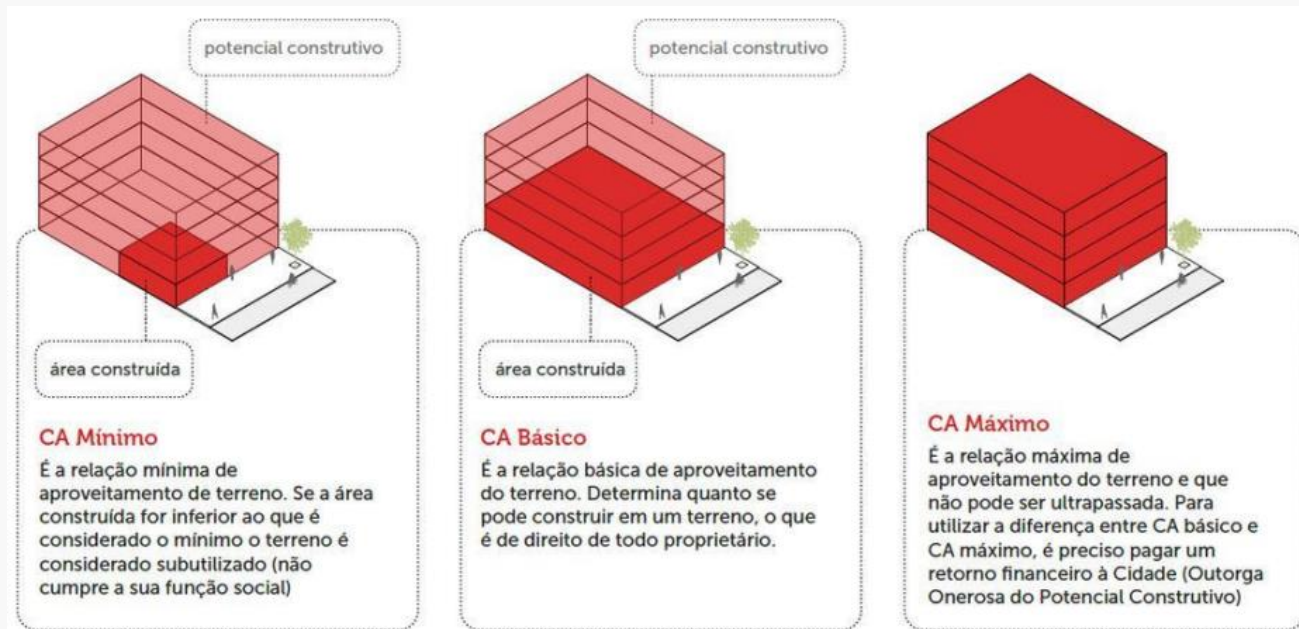 potencial construtivo
área construída
CA Mínimo
É a relação mínima de
aproveitamento de terreno. Se a área
construída for inferior ao que é
considerado o mínimo o terreno é
considerado subutilizado (não
cumpre a sua função social)
potencial construtivo
área construída
CA Básico
É a relação básica de aproveitamento
do terreno. Determina quanto se
pode construir em um terreno, o que
é de direito de todo proprietário.
CA Máximo
É a relação máxima de
aproveitamento do terreno e que
não pode ser ultrapassada. Para
utilizar a diferença entre CA básico e
CA máximo, é preciso pagar um
retorno financeiro à Cidade (Outorga
Onerosa do Potencial Construtivo)